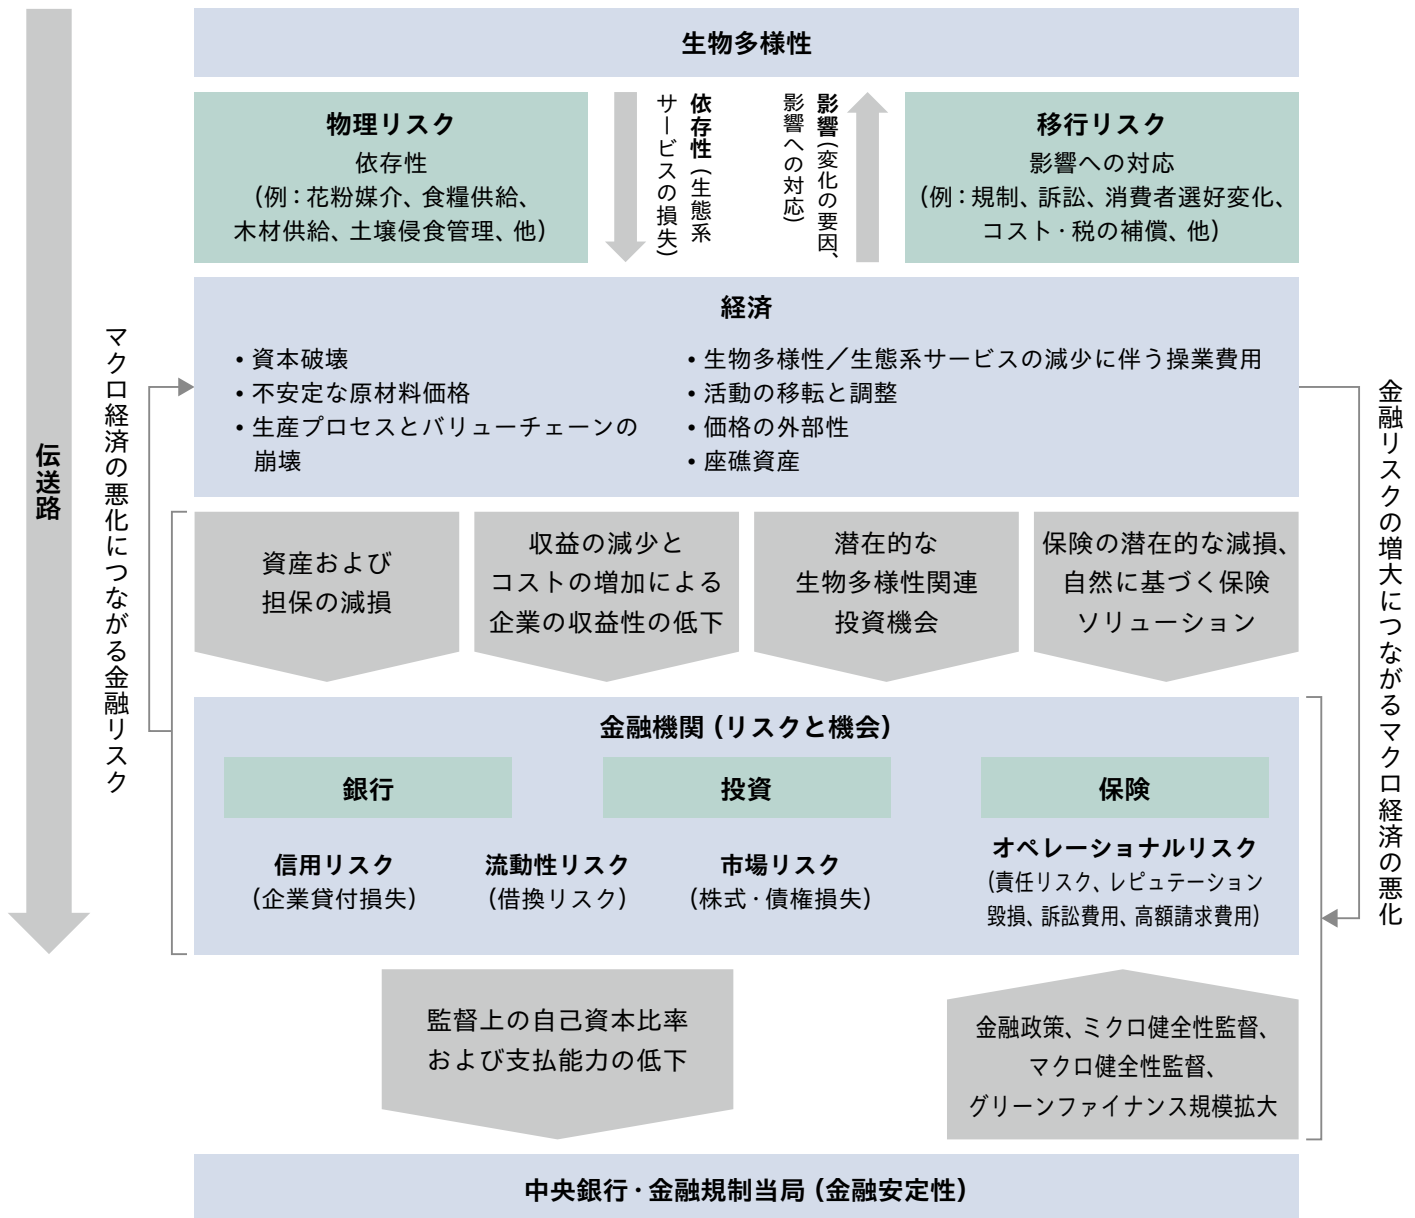 生物多様性
物理リスク
依存性
(例：花粉媒介、食糧供給、
木材供給、土壌侵食管理、他)
依存性 (生態系
サービスの損失)
影響 (変化の要因、
影響への対応)
移行リスク
影響への対応
(例：規制、訴訟、消費者選好変化、
コスト・税の補償、他)
経済
• 資本破壊
• 不安定な原材料価格
• 生産プロセスとバリューチェーンの
崩壊
• 生物多様性／生態系サービスの減少に伴う操業費用
• 活動の移転と調整
• 価格の外部性
• 座礁資産
伝送路
マクロ経済の悪化につながる金融リスク
金融リスクの増大につながるマクロ経済の悪化
資産および
担保の減損
収益の減少と
コストの増加による
企業の収益性の低下
潜在的な
生物多様性関連
投資機会
保険の潜在的な減損、
自然に基づく保険
ソリューション
金融機関 (リスクと機会)
銀行
投資
保険
信用リスク
(企業貸付損失)
流動性リスク
(借換リスク)
市場リスク
(株式・債権損失)
オペレーショナルリスク
(責任リスク、レピュテーション
毀損、訴訟費用、高額請求費用)
監督上の自己資本比率
および支払能力の低下
金融政策、ミクロ健全性監督、
マクロ健全性監督、
グリーンファイナンス規模拡大
中央銀行・金融規制当局 (金融安定性)